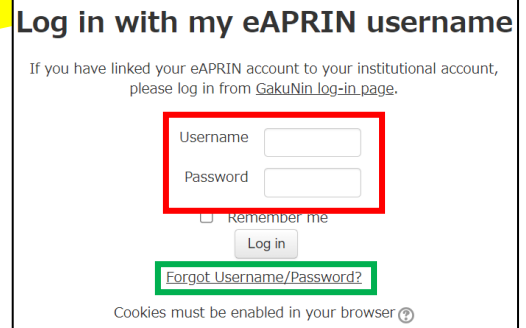 Log in with my eAPRIN username
If you have linked your eAPRIN account to your institutional account,
please log in from GakuNin log-in page.
Username
Password
Remember me
Log in
Forgot Username/Password?
Cookies must be enabled in your browser ?